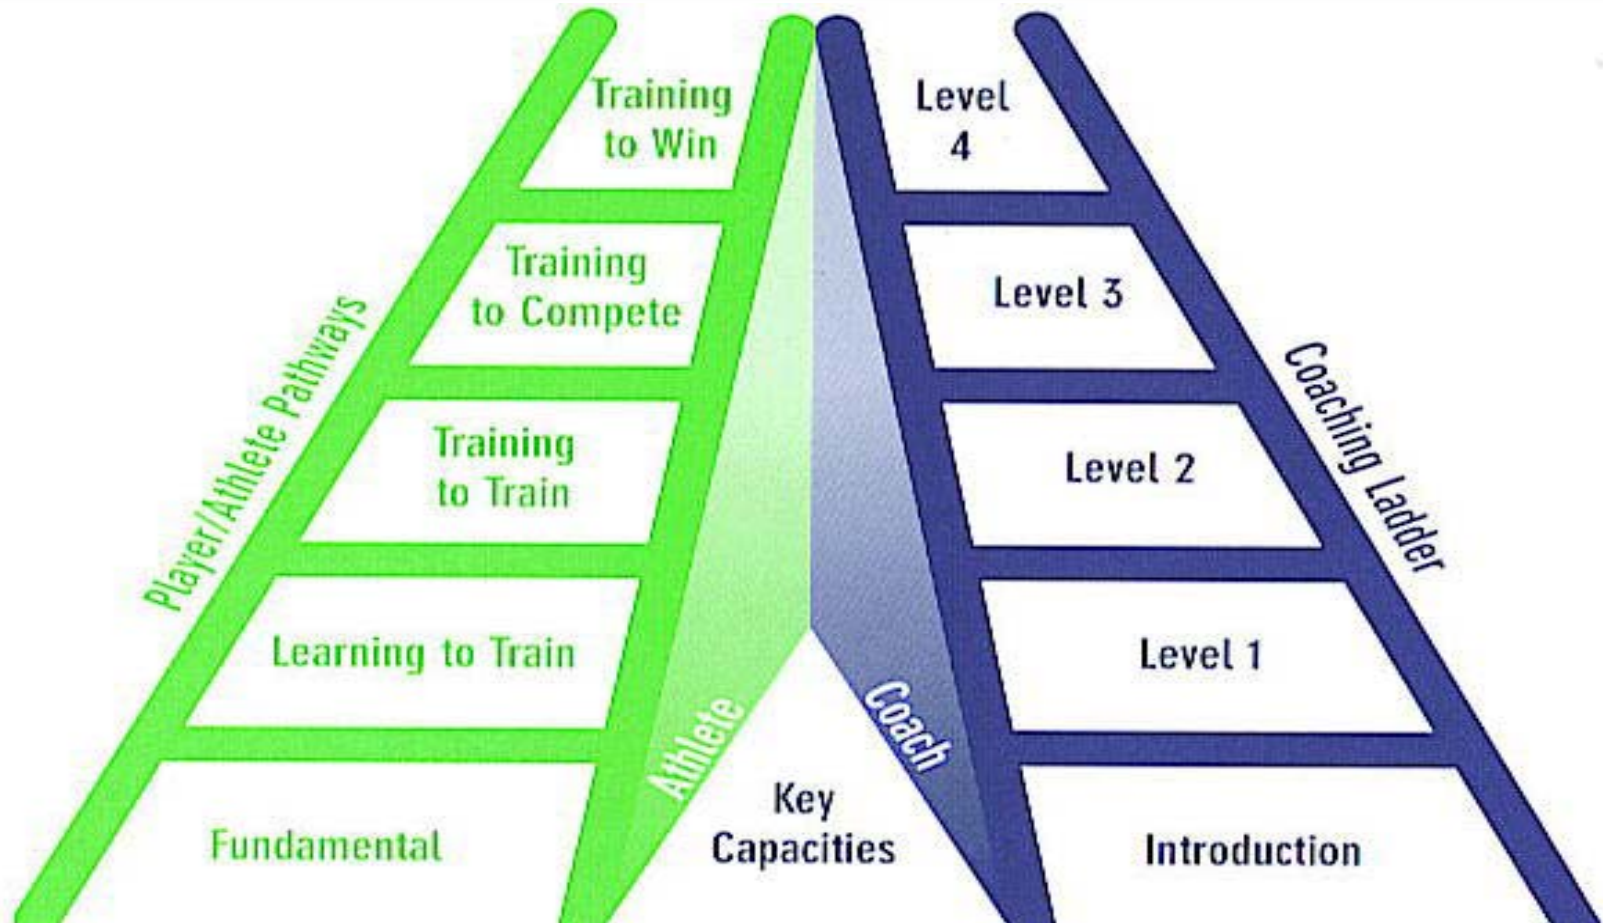 Training
to Win
Training
to Compete
Training
to Train
Learning to Train
Fundamental
Player/Athlete Pathways
Athlete
Key
Capacities
Coach
Level
4
Level 3
Level 2
Level 1
Introduction
Coaching Ladder